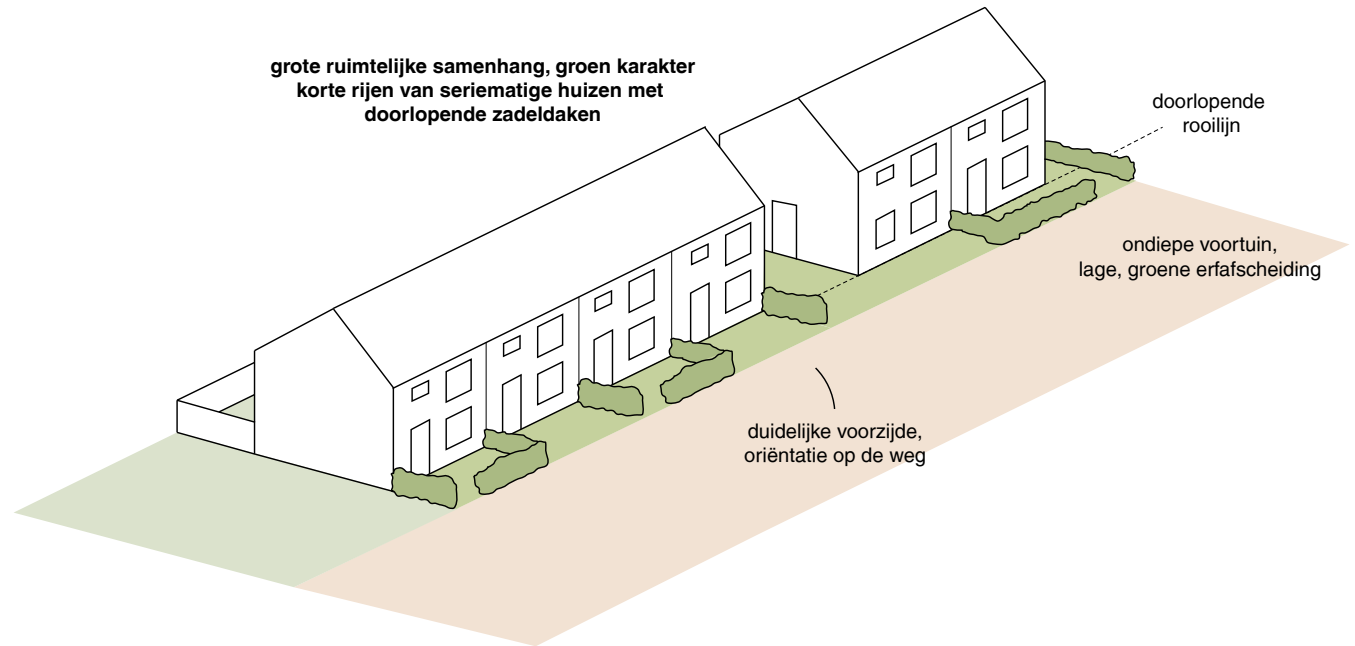 grote ruimtelijke samenhang, groen karakter
korte rijen van seriematige huizen met
doorlopende zadeldaken
doorlopende
rooilijn
ondiepe voortuin,
lage, groene erfafscheiding
duidelijke voorzijde,
oriëntatie op de weg